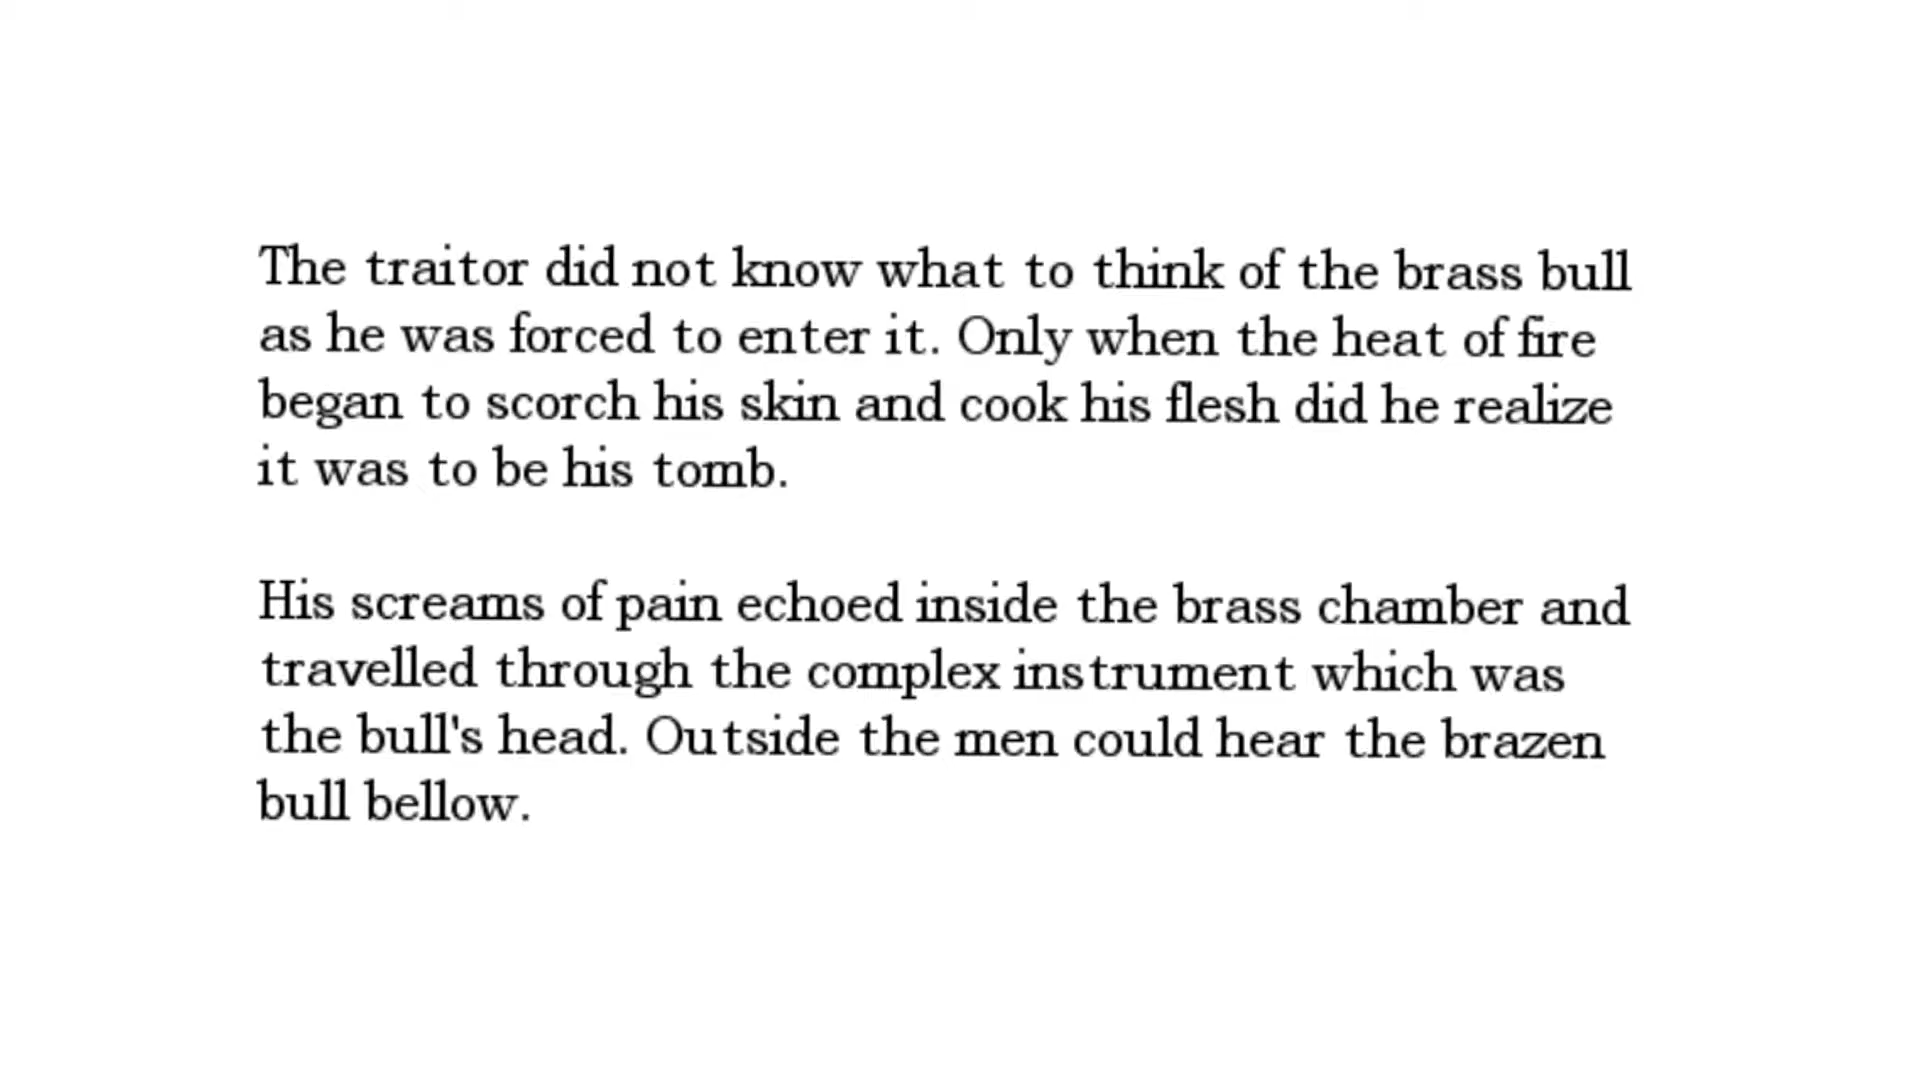 The traitor did not know what to think of the brass bull
as he was forced to enter it. Only when the heat of fire
began to scorch his skin and cook his flesh did he realize
it was to be his tomb.
His screams of pain echoed inside the brass chamber and
travelled through the complex instrument which was
the bull's head. Outside the men could hear the brazen
bull bellow.